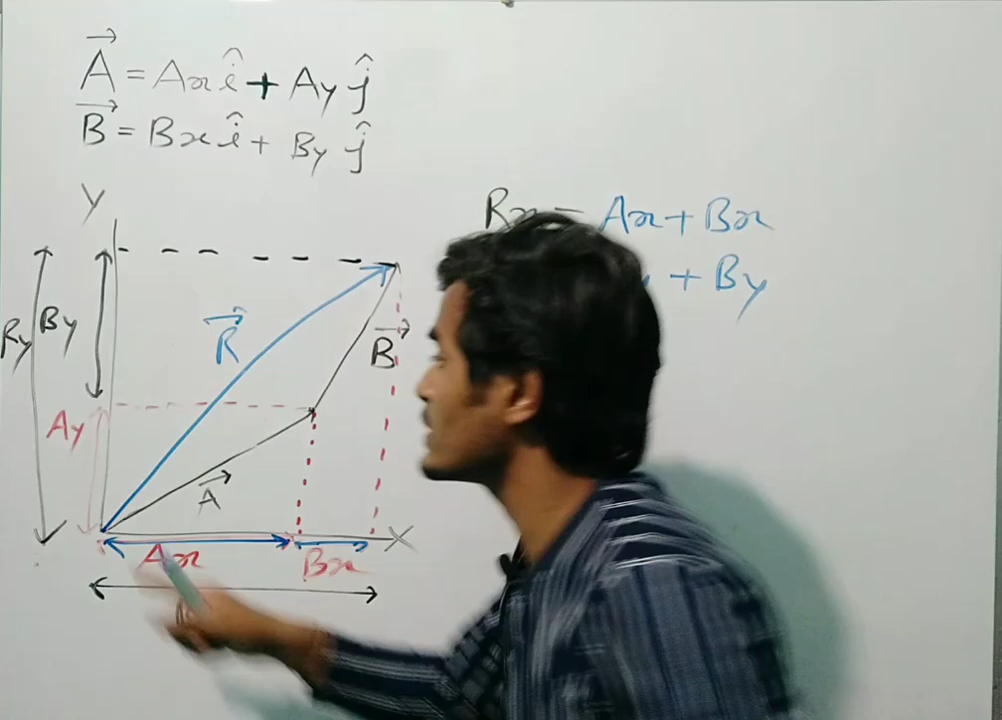 A⃗ = Ax î + Ay ĵ
B⃗ = Bx î + By ĵ
Y
Rx = Ax + Bx
+ By
Ry
By
R⃗
B⃗
Ay
A⃗
X
Ax
Bx